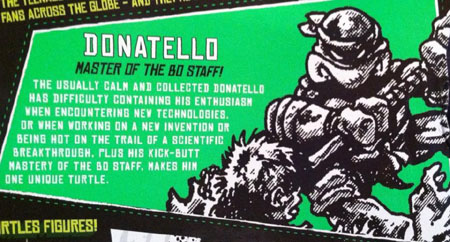 THE TEENAGE
FANS ACROSS THE GLOBE – AND THEY
DONATELLO
MASTER OF THE BO STAFF!
THE USUALLY CALM AND COLLECTED DONATELLO
HAS DIFFICULTY CONTAINING HIS ENTHUSIASM
WHEN ENCOUNTERING NEW TECHNOLOGIES,
OR WHEN WORKING ON A NEW INVENTION OR
BEING HOT ON THE TRAIL OF A SCIENTIFIC
BREAKTHROUGH. PLUS HIS KICK-BUTT
MASTERY OF THE BO STAFF, MAKES HIM
ONE UNIQUE TURTLE.
TURTLES FIGURES!